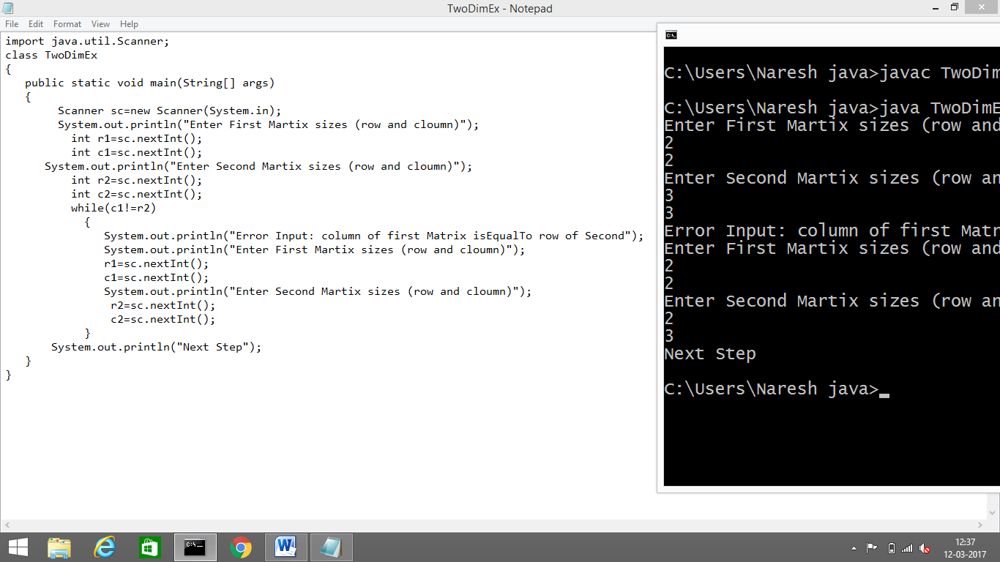 TwoDimEx - Notepad
File Edit Format View Help
import java.util.Scanner;
class TwoDimEx
{
public static void main(String[] args)
{
Scanner sc=new Scanner(System.in);
System.out.println("Enter First Martix sizes (row and cloumn)");
int r1=sc.nextInt();
int c1=sc.nextInt();
System.out.println("Enter Second Martix sizes (row and cloumn)");
int r2=sc.nextInt();
int c2=sc.nextInt();
while(c1!=r2)
{
System.out.println("Error Input: column of first Matrix isEqualTo row of Second");
System.out.println("Enter First Martix sizes (row and cloumn)");
r1=sc.nextInt();
c1=sc.nextInt();
System.out.println("Enter Second Martix sizes (row and cloumn)");
r2=sc.nextInt();
c2=sc.nextInt();
}
System.out.println("Next Step");
}
}
C:\.
C:\Users\Naresh java>javac TwoDim
C:\Users\Naresh java>java TwoDimE
Enter First Martix sizes (row and
2
2
Enter Second Martix sizes (row an
3
3
Error Input: column of first Matr
Enter First Martix sizes (row and
2
2
Enter Second Martix sizes (row an
2
3
Next Step
C:\Users\Naresh java>_
C:\.
12:37
12-03-2017